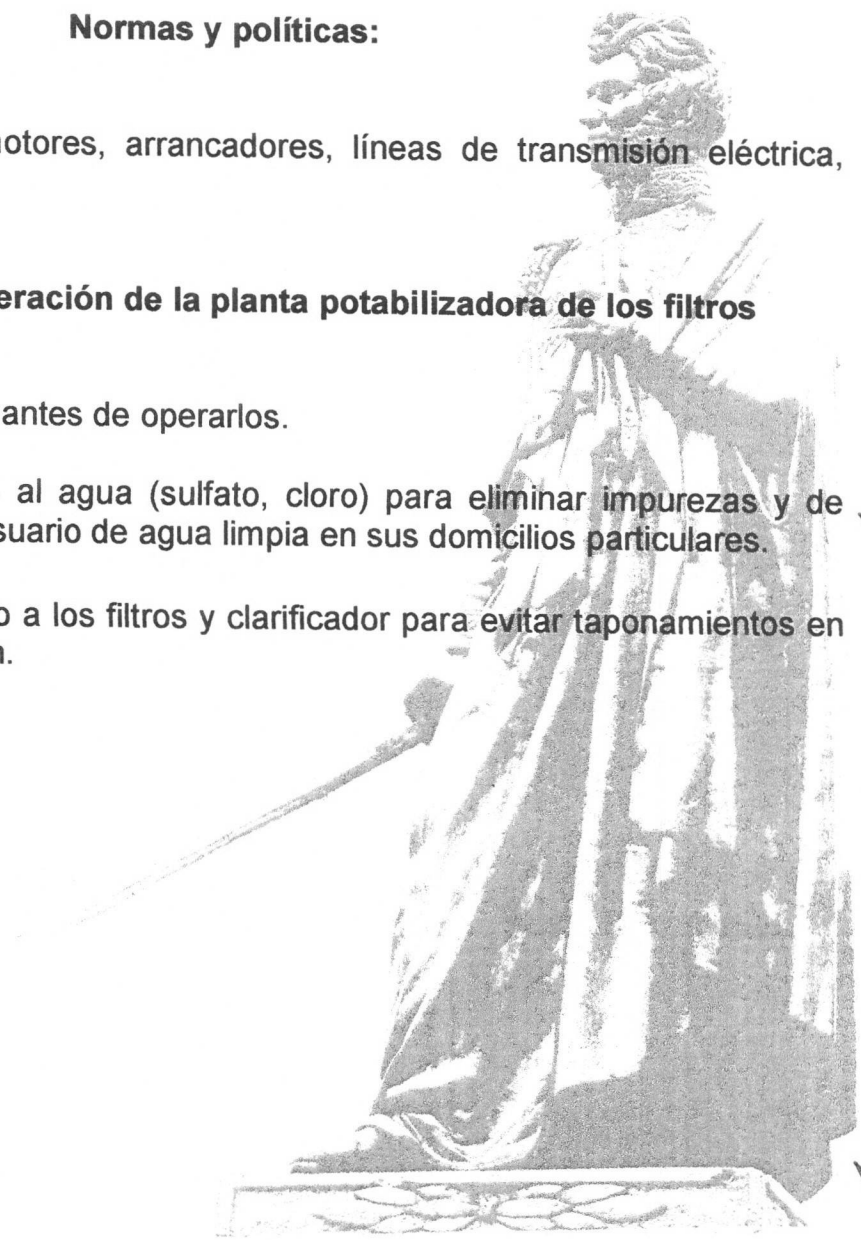 Normas y políticas:
otores, arrancadores, líneas de transmisión eléctrica,
eración de la planta potabilizadora de los filtros
antes de operarlos.
al agua (sulfato, cloro) para eliminar impurezas y de
suario de agua limpia en sus domicilios particulares.
o a los filtros y clarificador para evitar taponamientos en